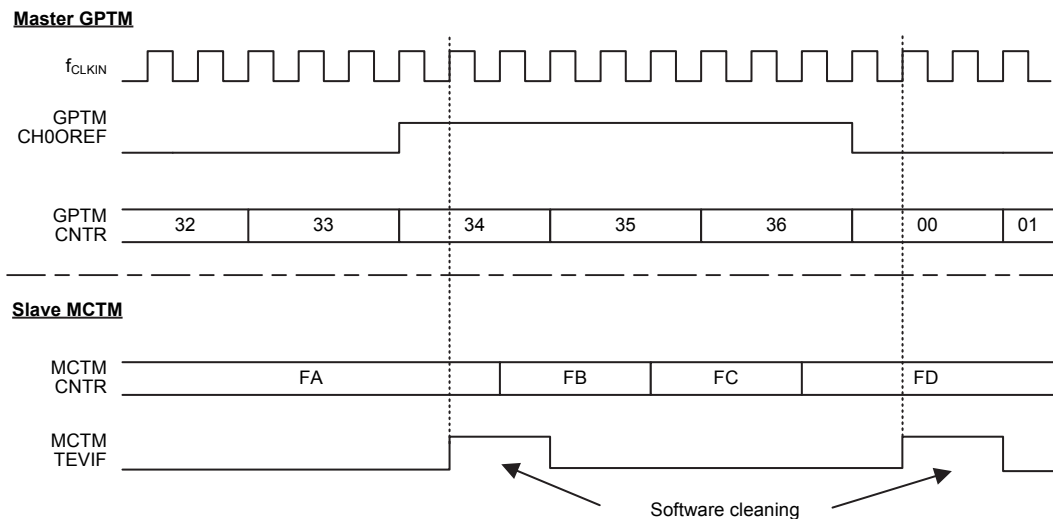 Master GPTM
fCLKIN
GPTM
CH0OREF
GPTM
CNTR
32 33 34 35 36 00 01
Slave MCTM
MCTM
CNTR
FA FB FC FD
MCTM
TEVIF
Software cleaning